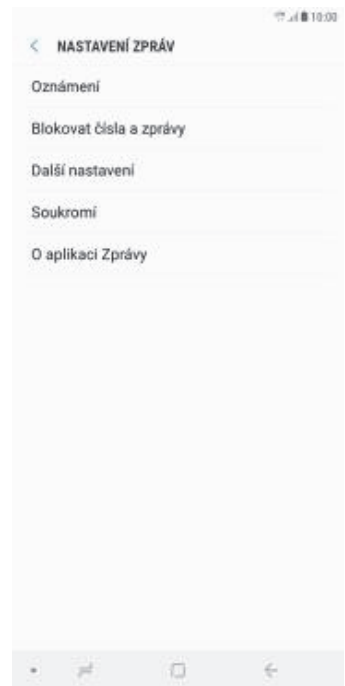 10:00
NASTAVENÍ ZPRÁV
Oznámení
Blokovat čísla a zprávy
Další nastavení
Soukromí
O aplikaci Zprávy